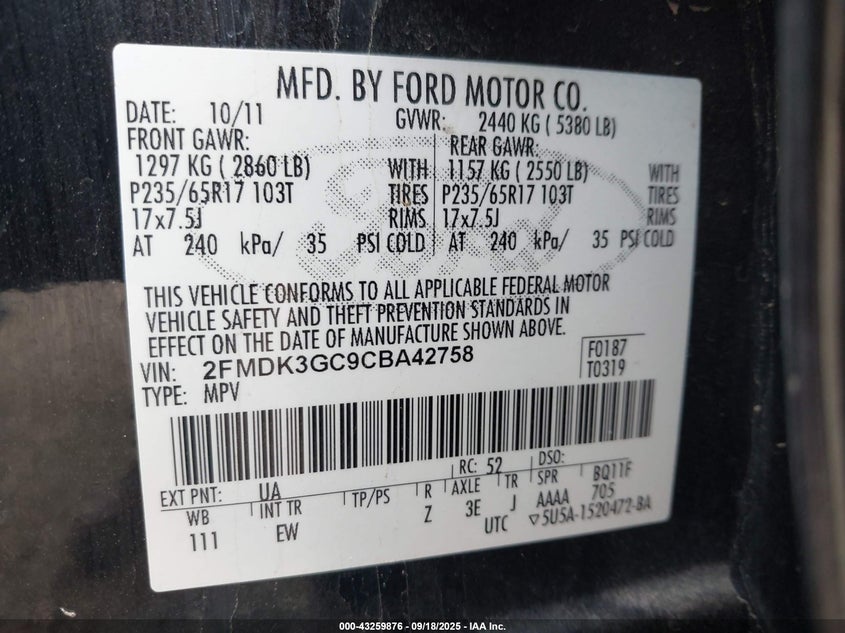 MFD. BY FORD MOTOR CO.
DATE: 10/11 GVWR: 2440 KG ( 5380 LB)
FRONT GAWR: REAR GAWR:
1297 KG ( 2860 LB) WITH 1157 KG ( 2550 LB) WITH
P235/65R17 103T TIRES P235/65R17 103T TIRES
17x7.5J RIMS 17x7.5J RIMS
AT 240 kPa/ 35 PSI COLD AT 240 kPa/ 35 PSI COLD
Ford
THIS VEHICLE CONFORMS TO ALL APPLICABLE FEDERAL MOTOR
VEHICLE SAFETY AND THEFT PREVENTION STANDARDS IN
EFFECT ON THE DATE OF MANUFACTURE SHOWN ABOVE.
VIN: 2FMDK3GC9CBA42758 F0187
TYPE: MPV T0319
EXT PNT: UA RC: 52 DSO:
WB INT TR TP/PS R AXLE TR SPR BQ11F
111 EW Z 3E J AAAA 705
UTC ▽5U5A-1520472-BA
000-43259876 - 09/18/2025 - IAA Inc.